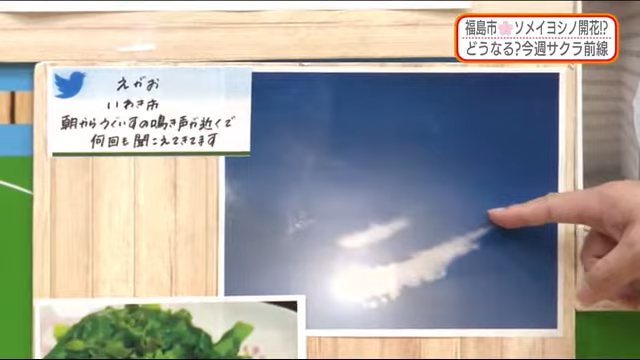 福島市🌸ソメイヨシノ開花!?
どうなる?今週サクラ前線
えがお
いわき市
朝からうぐいすの鳴き声が近くで
何回も聞こえてきてます